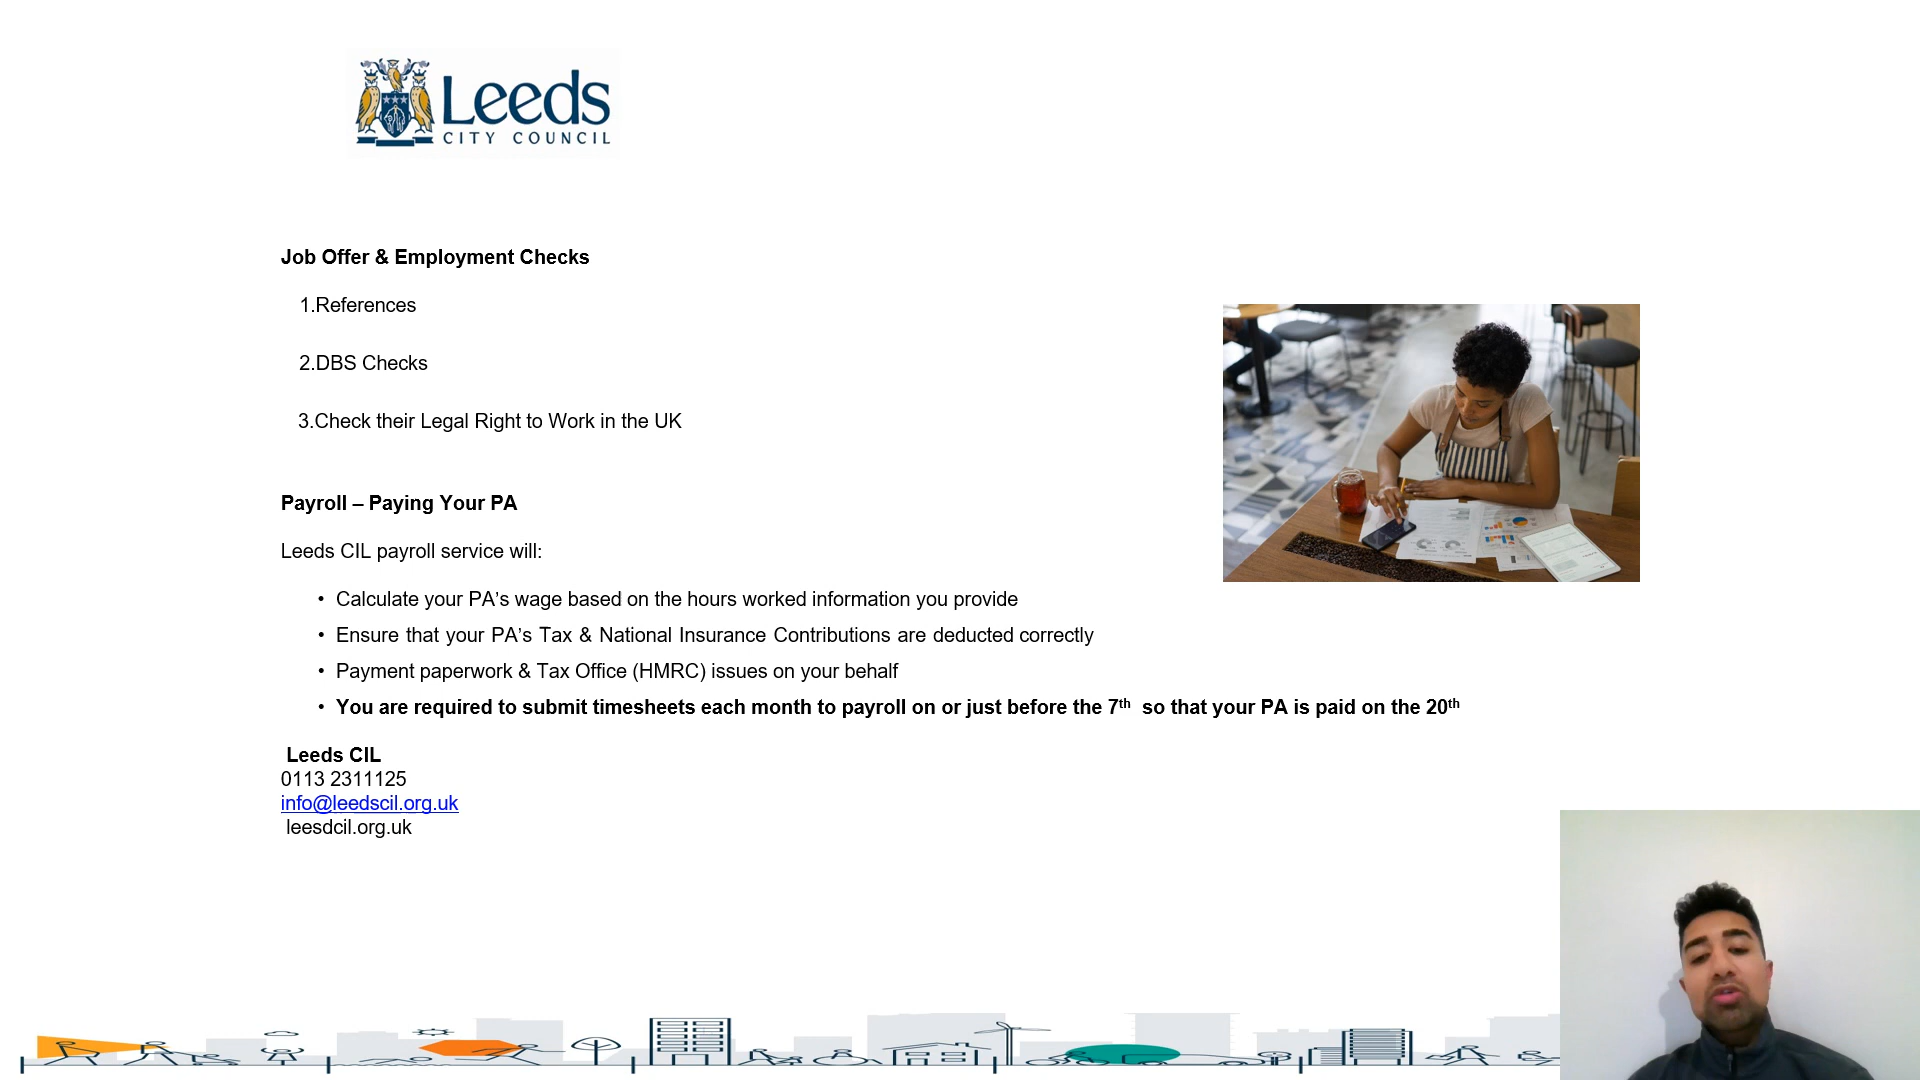 Leeds
CITY COUNCIL
Job Offer & Employment Checks
1.References
2.DBS Checks
3.Check their Legal Right to Work in the UK
Payroll – Paying Your PA
Leeds CIL payroll service will:
• Calculate your PA’s wage based on the hours worked information you provide
• Ensure that your PA’s Tax & National Insurance Contributions are deducted correctly
• Payment paperwork & Tax Office (HMRC) issues on your behalf
• You are required to submit timesheets each month to payroll on or just before the 7th so that your PA is paid on the 20th
Leeds CIL
0113 2311125
info@leedscil.org.uk
leesdcil.org.uk